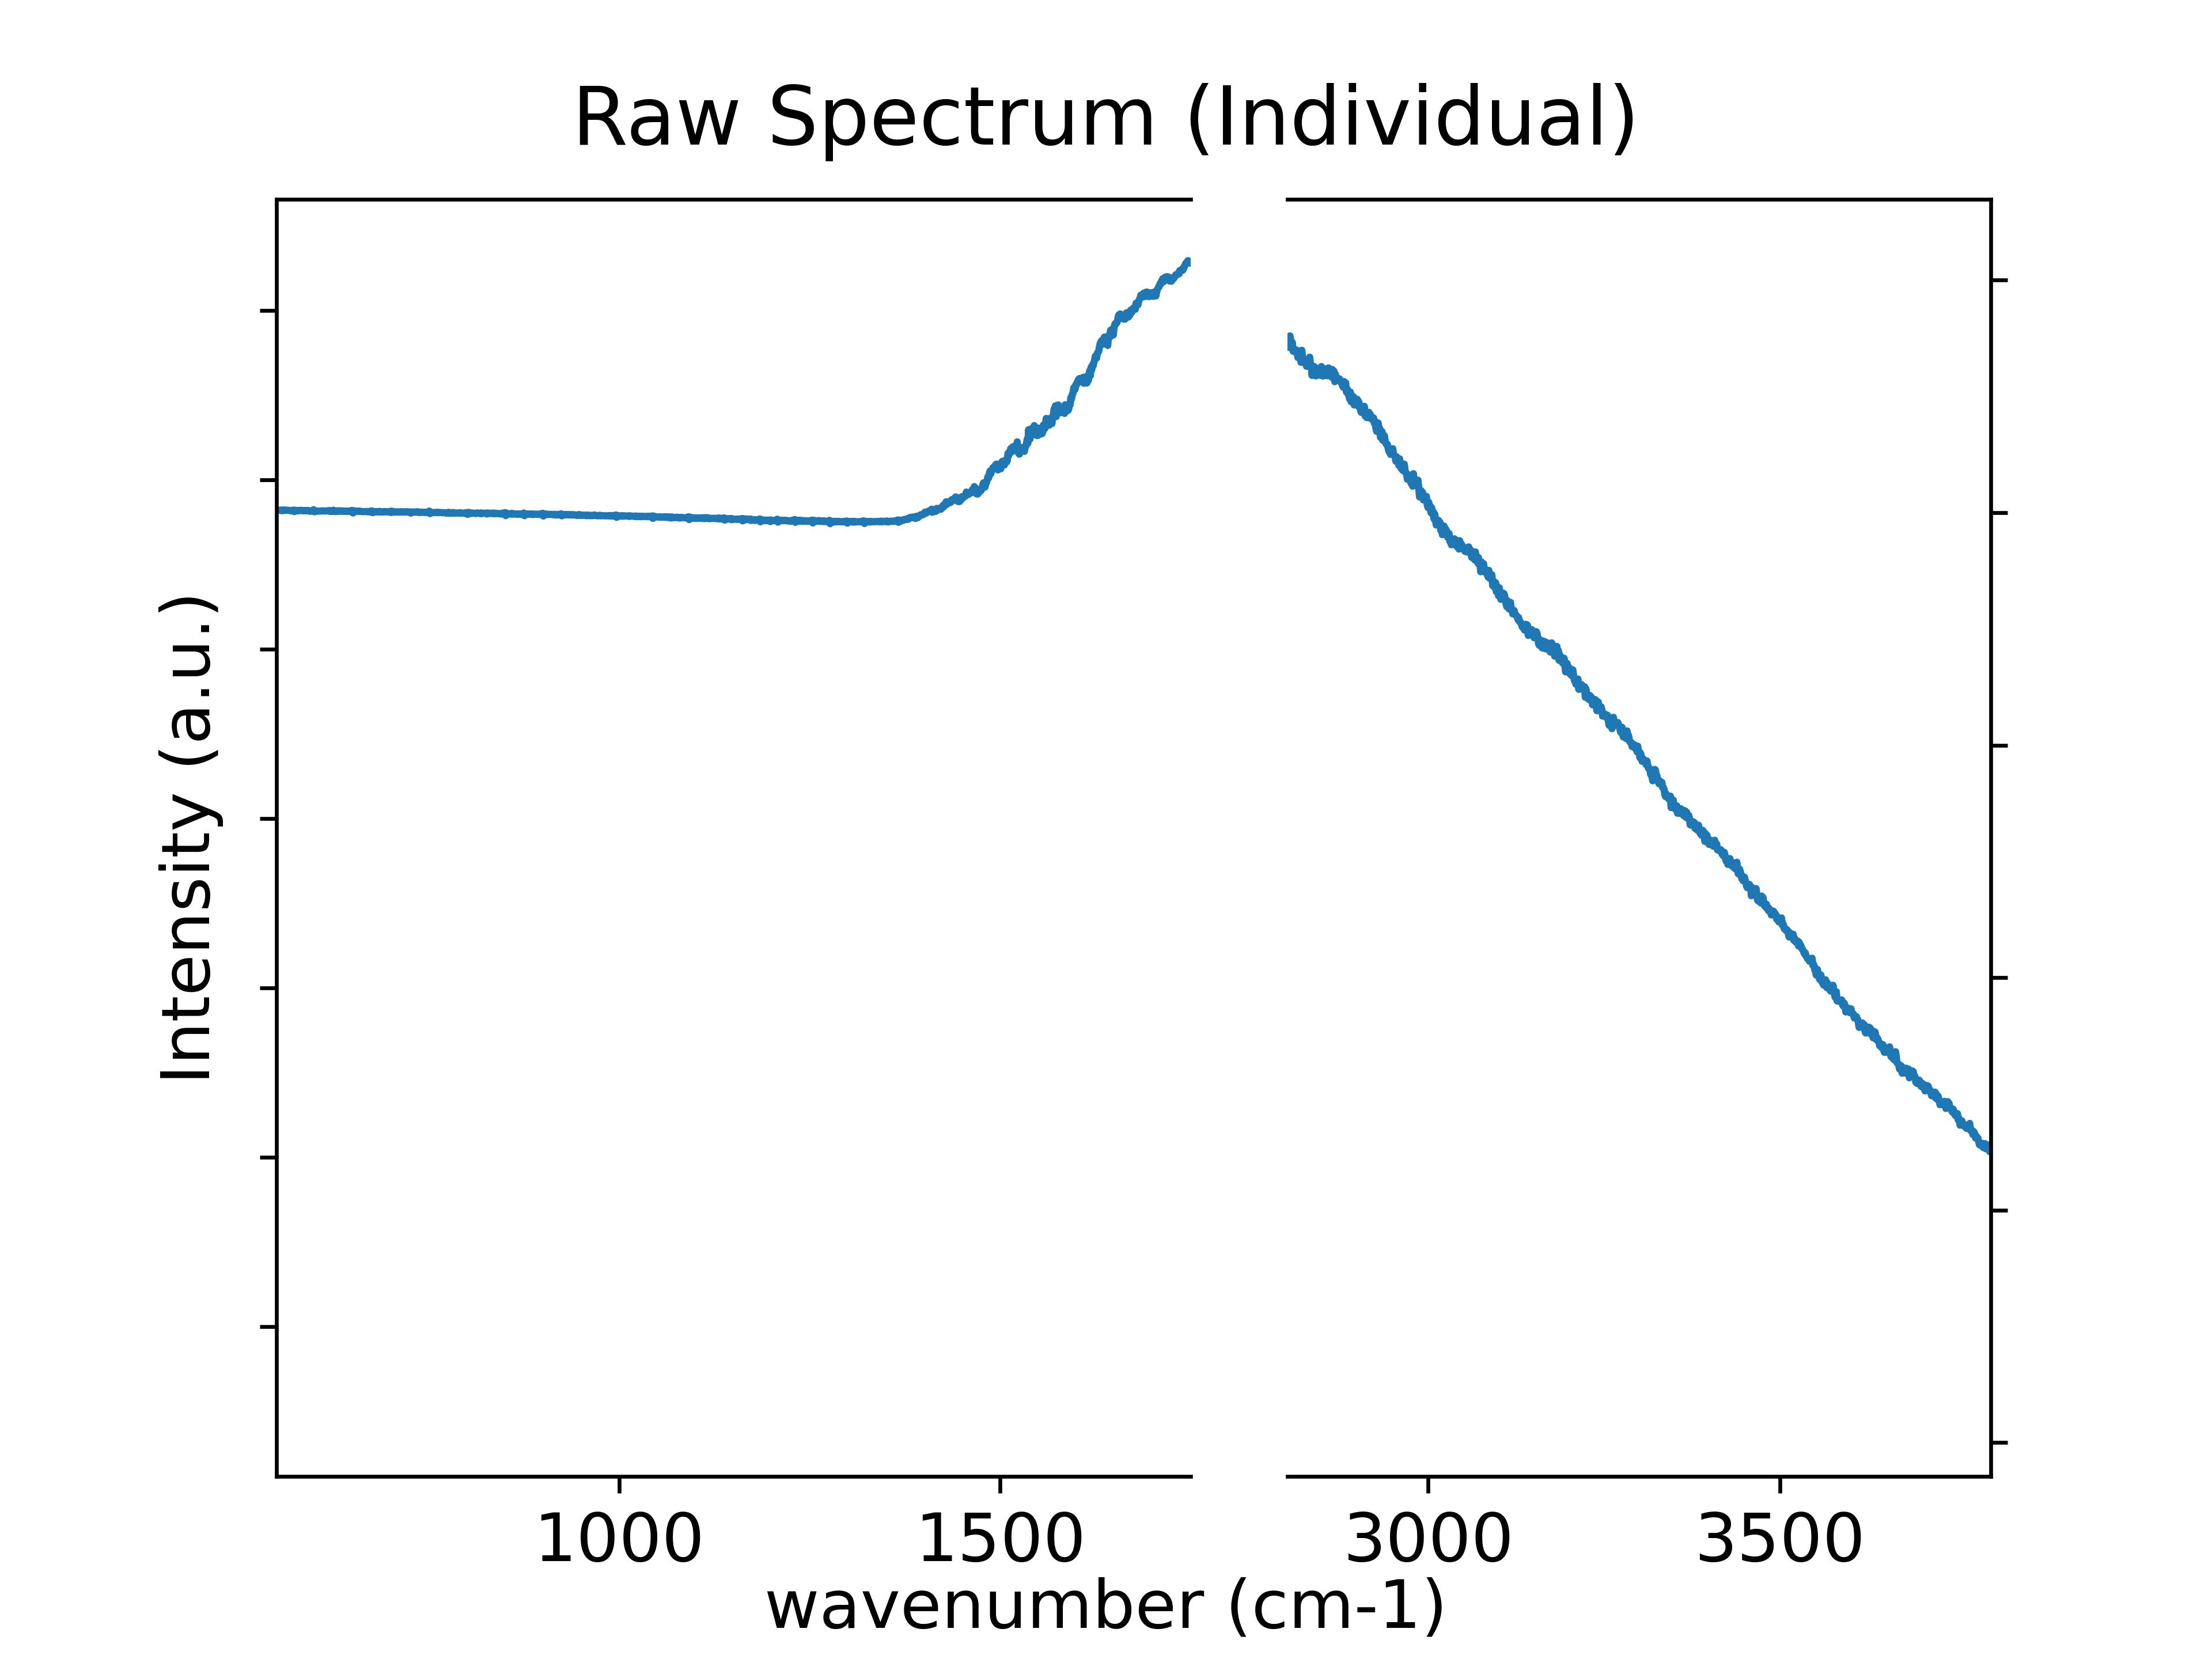 Raw Spectrum (Individual)
Intensity (a.u.)
1000 1500 3000 3500
wavenumber (cm-1)